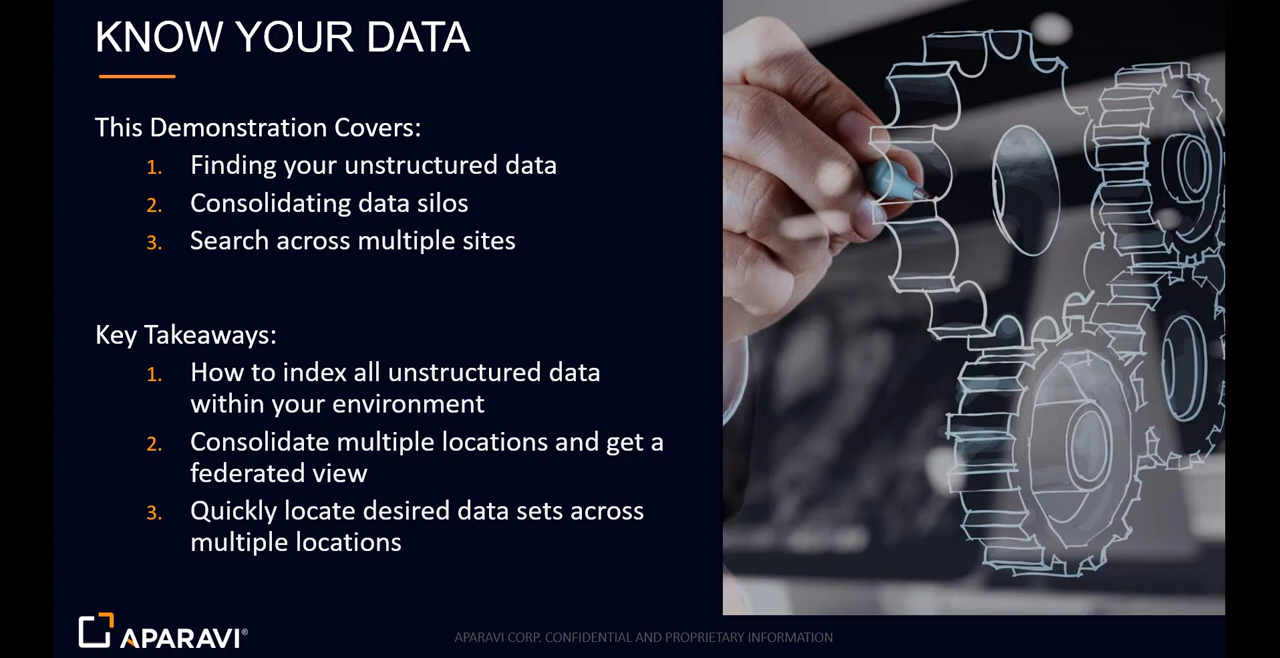 KNOW YOUR DATA
This Demonstration Covers:
1. Finding your unstructured data
2. Consolidating data silos
3. Search across multiple sites
Key Takeaways:
1. How to index all unstructured data
within your environment
2. Consolidate multiple locations and get a
federated view
3. Quickly locate desired data sets across
multiple locations
APARAVI®
APARAVI CORP. CONFIDENTIAL AND PROPRIETARY INFORMATION